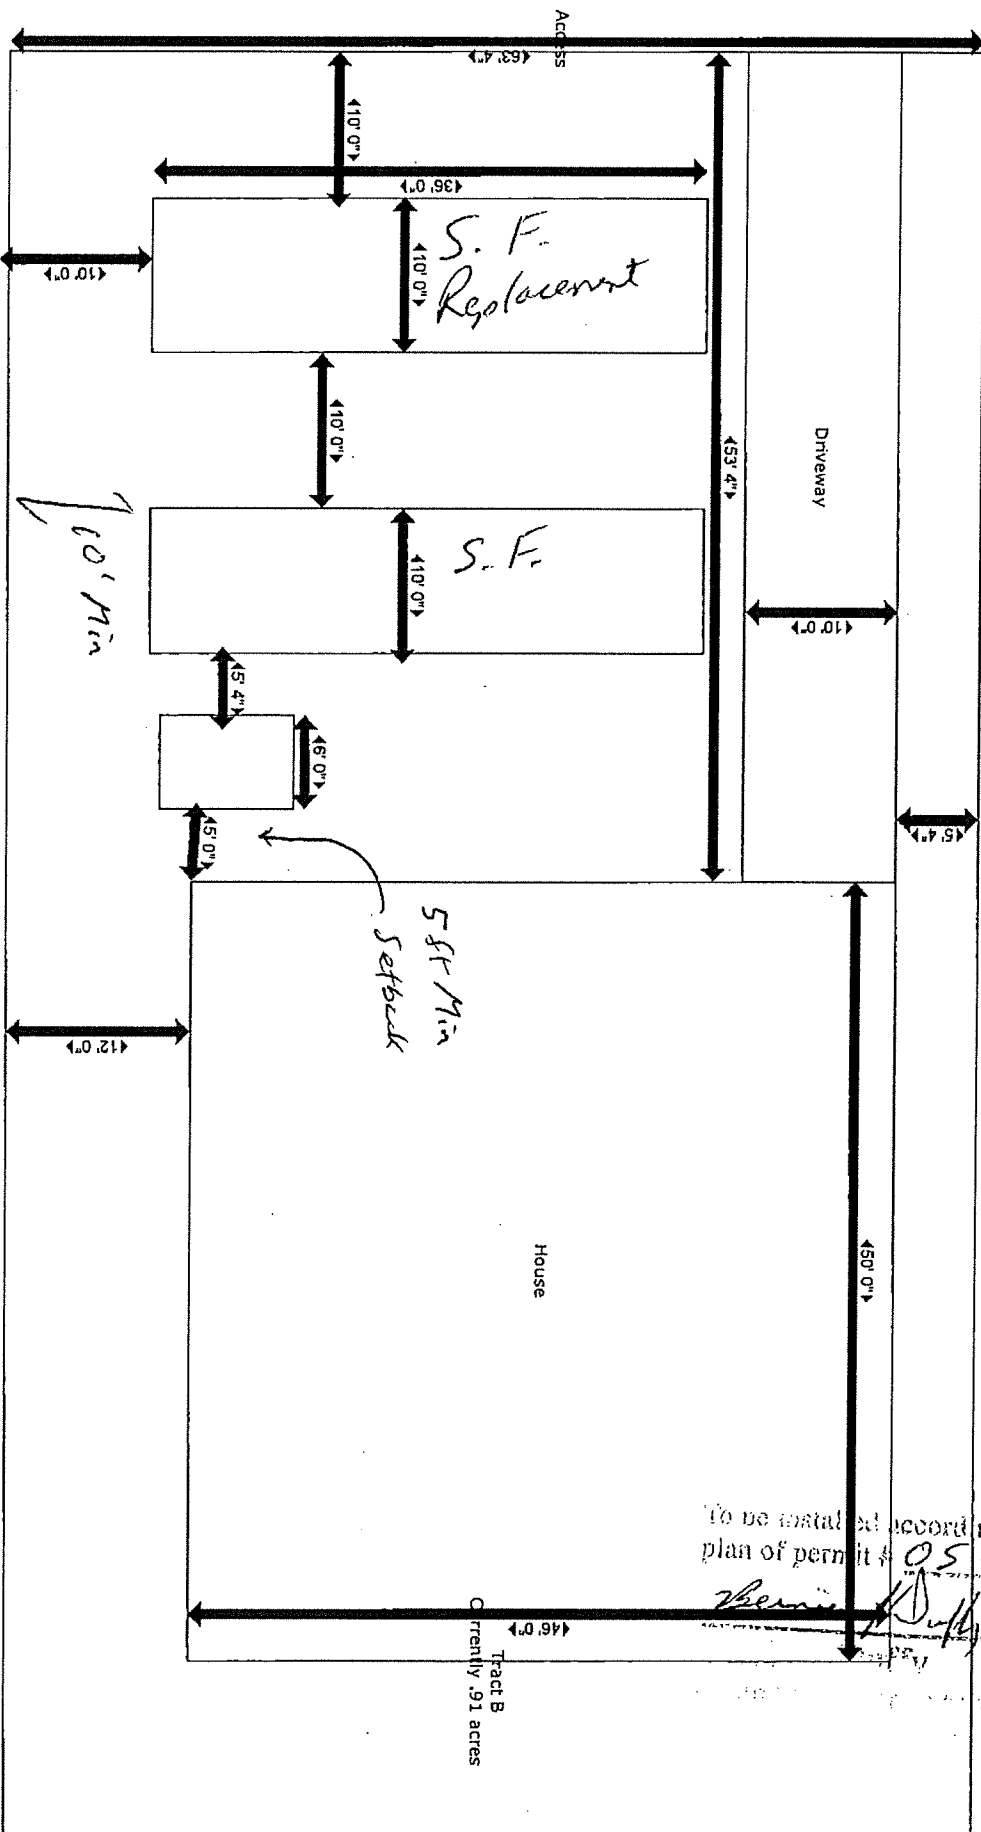 Access
63' 4"
10' 0"
36' 0"
10' 0"
S. F.
Replacement
10' 0"
10' 0"
53' 4"
Driveway
10' 0"
5' 4"
S. F.
10' 0"
10' Min
5' 4"
6' 0"
5' 0"
5 ft Min
Setback
12' 0"
House
50' 0"
46' 0"
Tract B
Currently .91 acres
To be installed accord
plan of permit # 05